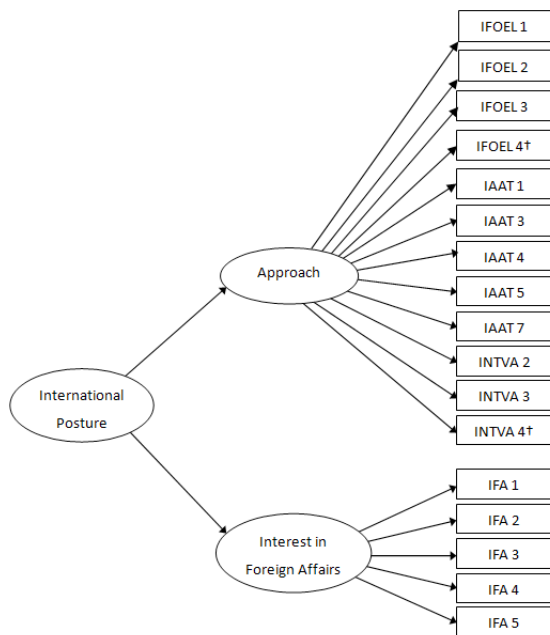 IFOEL 1
IFOEL 2
IFOEL 3
IFOEL 4†
IAAT 1
IAAT 3
IAAT 4
IAAT 5
IAAT 7
INTVA 2
INTVA 3
INTVA 4†
Approach
International
Posture
IFA 1
IFA 2
IFA 3
IFA 4
IFA 5
Interest in
Foreign Affairs